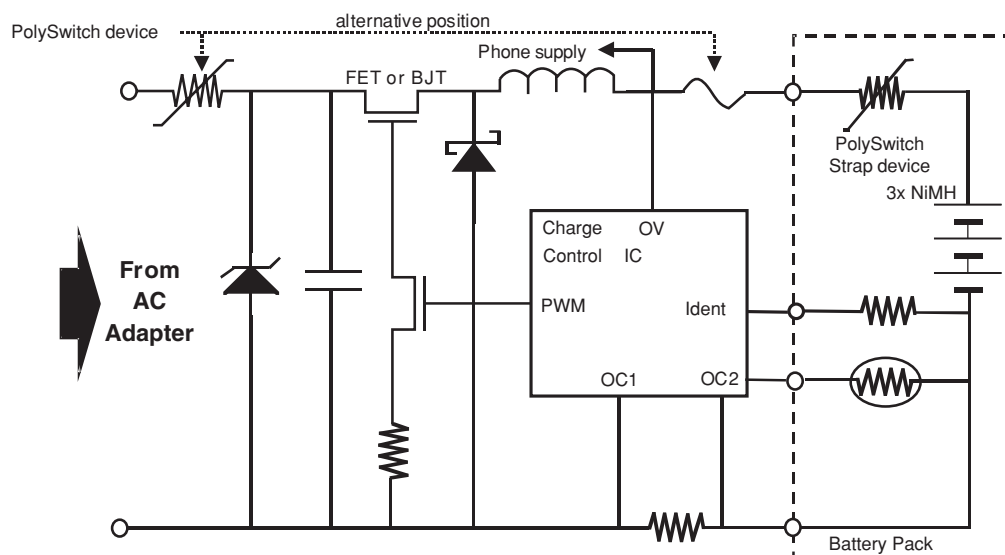 alternative position
PolySwitch device
Phone supply
FET or BJT
PolySwitch
Strap device
3x NiMH
Charge OV
Control IC
From
AC
Adapter
PWM
Ident
OC1 OC2
Battery Pack